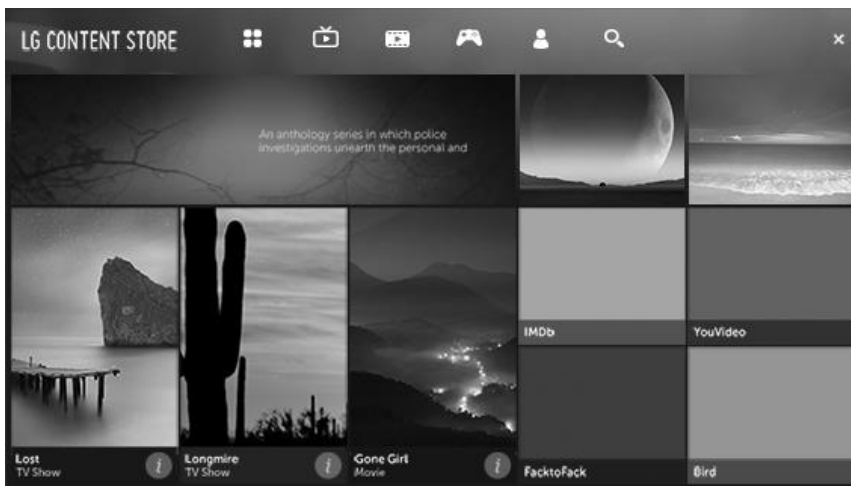 LG CONTENT STORE
An anthology series in which police
investigations unearth the personal and
IMDb
YouVideo
Lost
TV Show
Longmire
TV Show
Gone Girl
Movie
FacktoFack
Bird